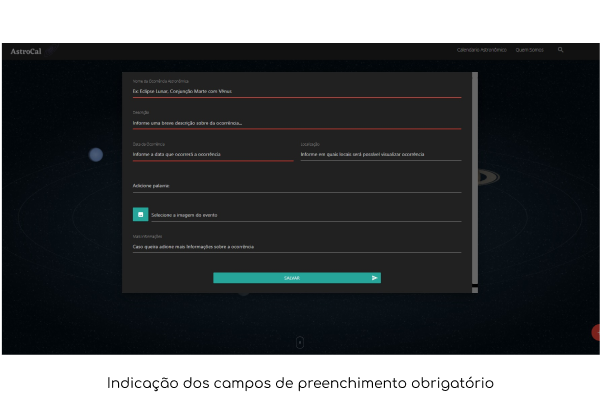 AstroCal
Calendário Astronômico Quem Somos
Nome da Ocorrência Astronômica
Ex: Eclipse Lunar, Conjunção Marte com Vênus
Descrição
Informe uma breve descrição sobre da ocorrência...
Data da Ocorrência Localização
Informe a data que ocorrerá a ocorrência Informe em quais locais será possível visualizar ocorrência
Adicione palavra:
Selecione a imagem do evento
Mais Informações
Caso queira adione mais Informações sobre a ocorrência
SALVAR
Indicação dos campos de preenchimento obrigatório